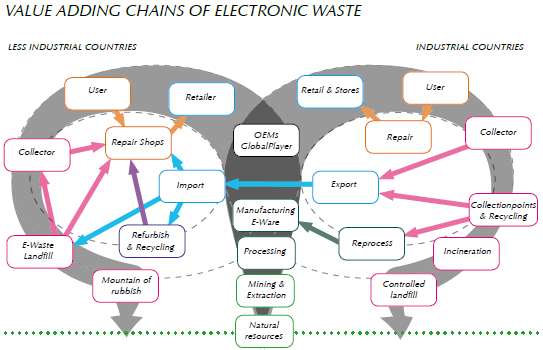 VALUE ADDING CHAINS OF ELECTRONIC WASTE
LESS INDUSTRIAL COUNTRIES
INDUSTRIAL COUNTRIES
User
Retailer
Retail & Stores
User
Repair Shops
OEMs
GlobalPlayer
Repair
Collector
Collector
Import
Export
Manufacturing
E-Ware
Collectionpoints
& Recycling
E-Waste
Landfill
Refurbish
& Recycling
Processing
Reprocess
Incineration
Mountain of
rubbish
Mining &
Extraction
Controlled
landfill
Natural
resources